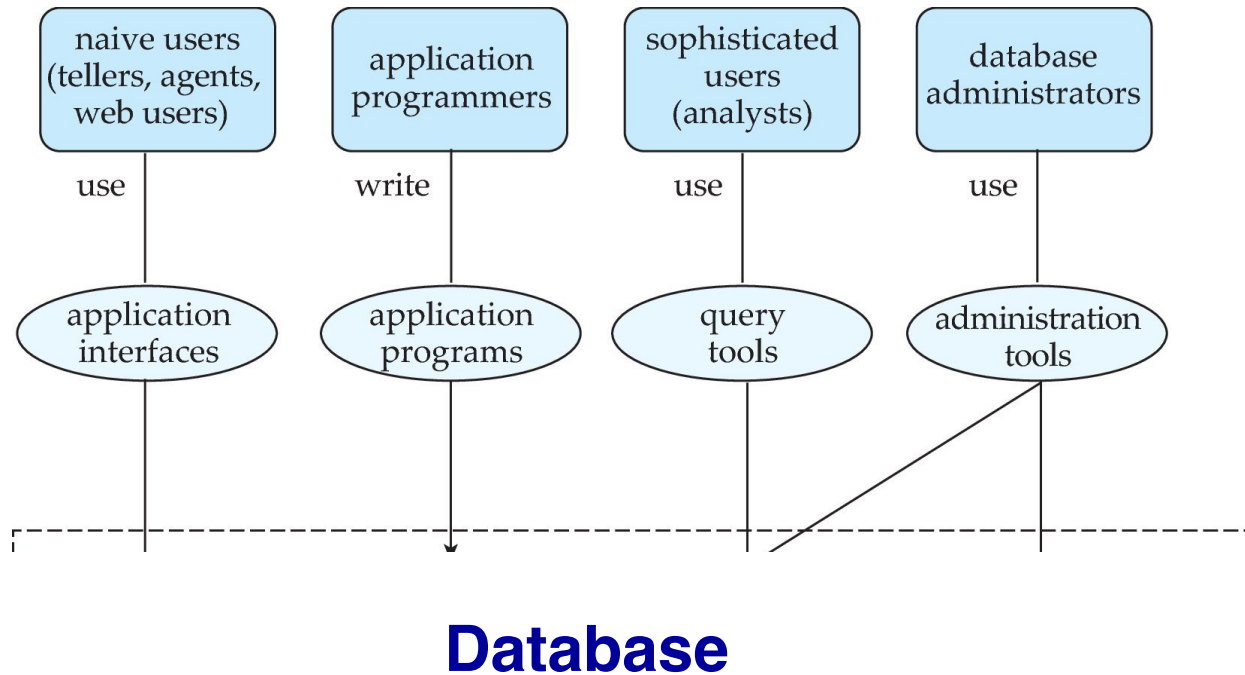 naive users
(tellers, agents,
web users)
application
programmers
sophisticated
users
(analysts)
database
administrators
use
write
use
use
application
interfaces
application
programs
query
tools
administration
tools
Database